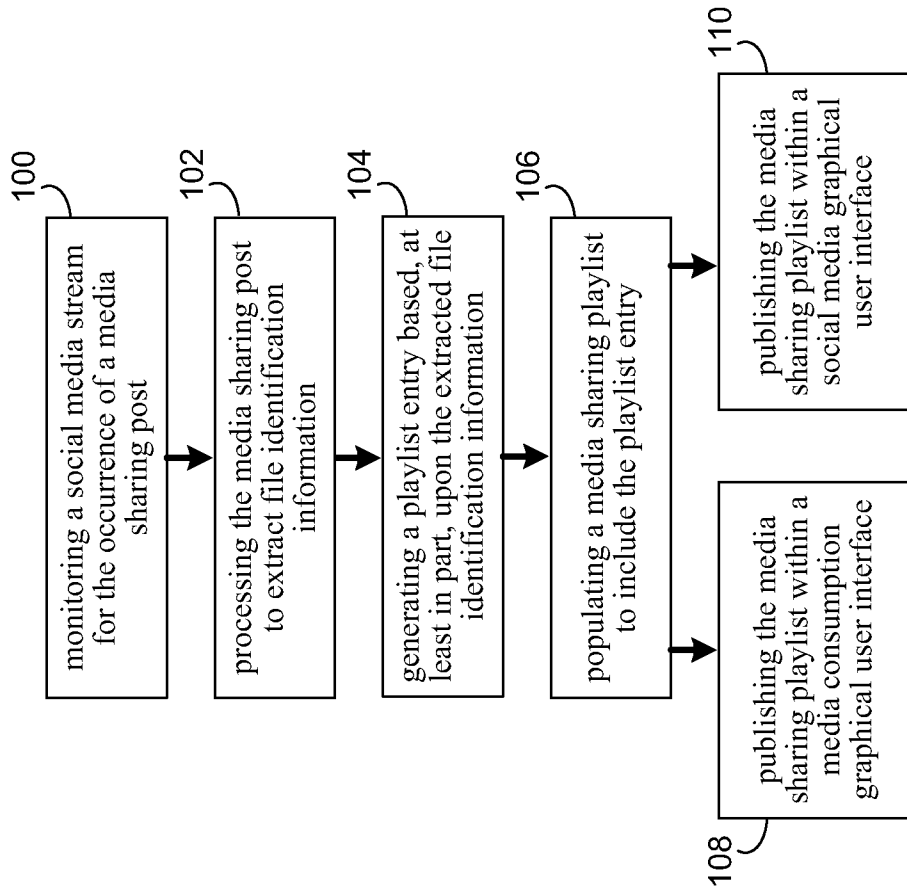 100
monitoring a social media stream
for the occurrence of a media
sharing post
102
processing the media sharing post
to extract file identification
information
104
generating a playlist entry based, at
least in part, upon the extracted file
identification information
106
populating a media sharing playlist
to include the playlist entry
108
publishing the media
sharing playlist within a
media consumption
graphical user interface
110
publishing the media
sharing playlist within a
social media graphical
user interface